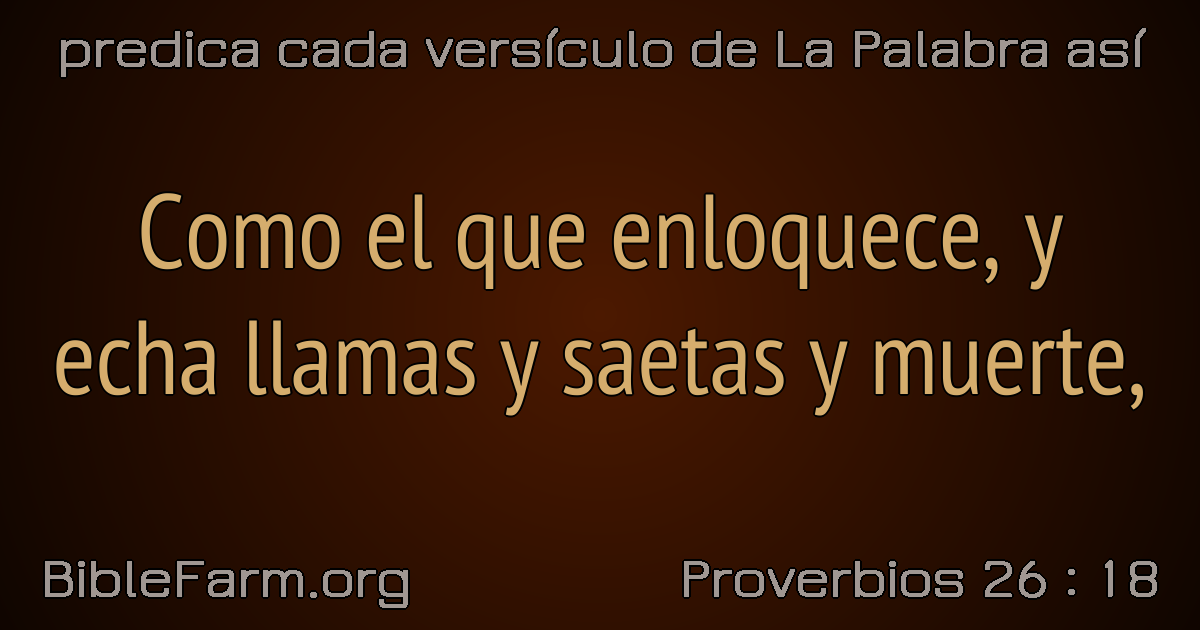 predica cada versículo de La Palabra así
Como el que enloquece, y
echa llamas y saetas y muerte,
BibleFarm.org
Proverbios 26 : 18